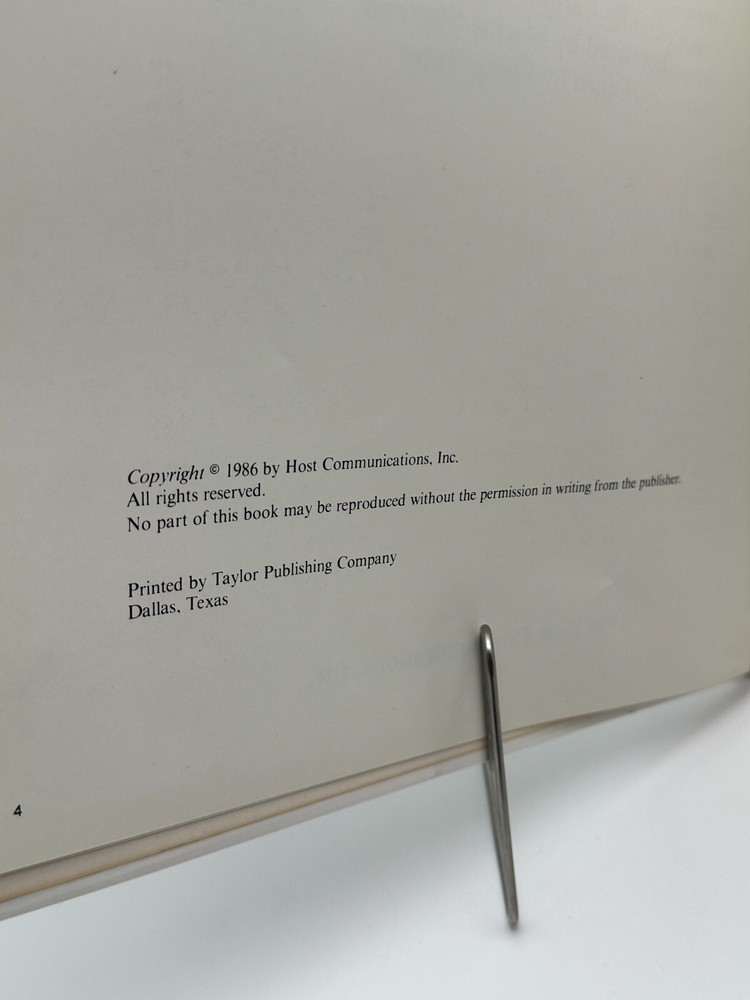 Copyright © 1986 by Host Communications, Inc.
All rights reserved.
No part of this book may be reproduced without the permission in writing from the publisher.
Printed by Taylor Publishing Company
Dallas, Texas
4